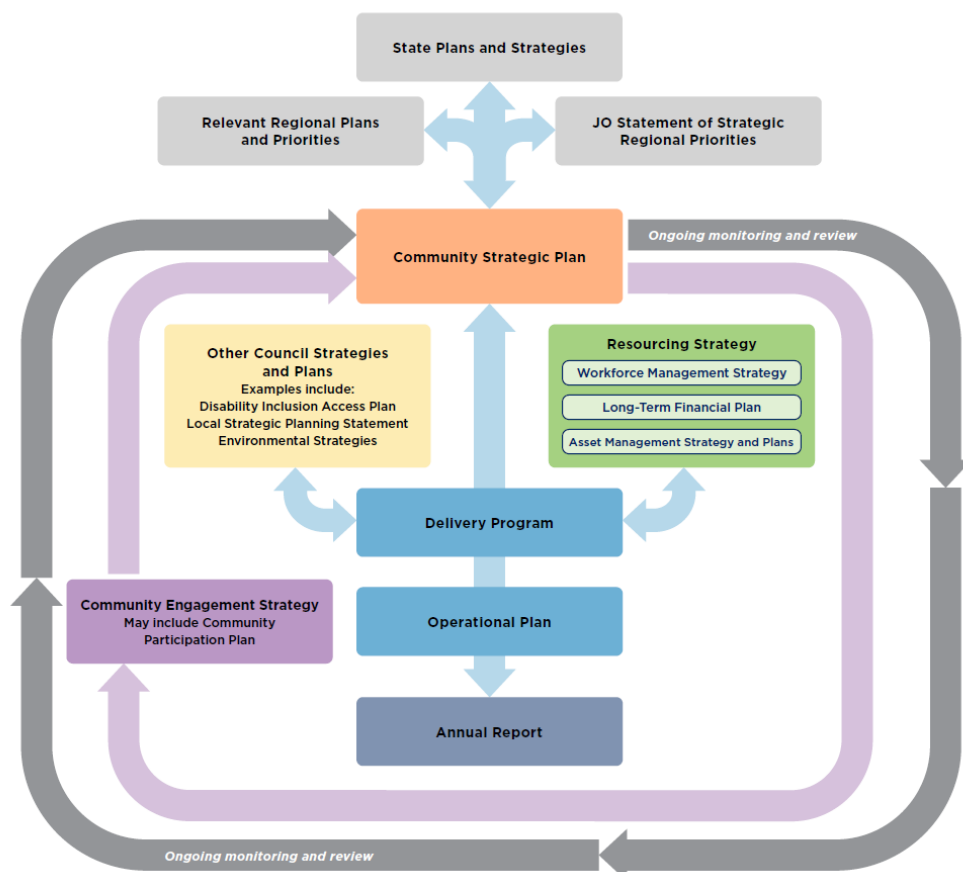 State Plans and Strategies
Relevant Regional Plans
and Priorities
JO Statement of Strategic
Regional Priorities
Ongoing monitoring and review
Community Strategic Plan
Other Council Strategies
and Plans
Examples include:
Disability Inclusion Access Plan
Local Strategic Planning Statement
Environmental Strategies
Resourcing Strategy
Workforce Management Strategy
Long-Term Financial Plan
Asset Management Strategy and Plans
Delivery Program
Community Engagement Strategy
May include Community
Participation Plan
Operational Plan
Annual Report
Ongoing monitoring and review